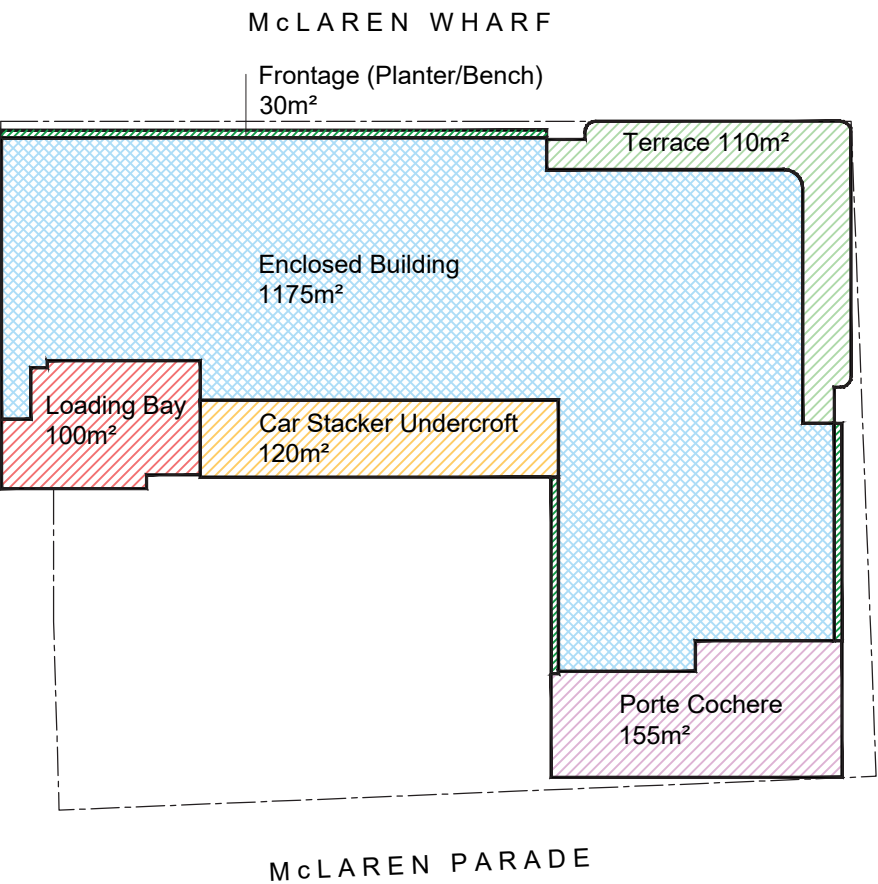 McLAREN WHARF
Frontage (Planter/Bench)
30m²
Terrace 110m²
Enclosed Building
1175m²
Loading Bay
100m²
Car Stacker Undercroft
120m²
Porte Cochere
155m²
McLAREN PARADE